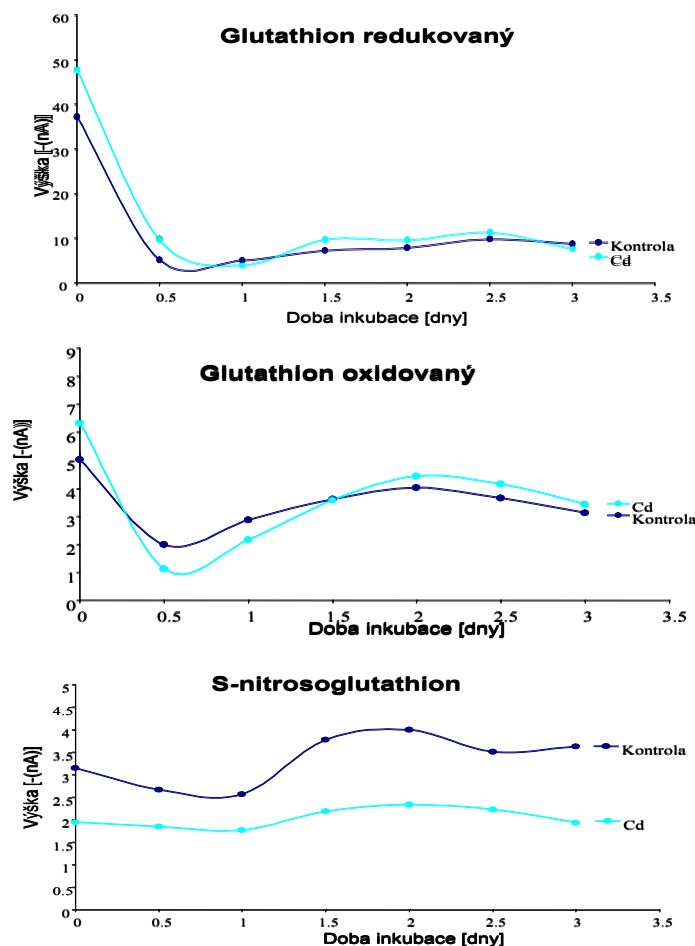 Glutathion redukovaný
60
50
40
30
20
10
0
Výška [-(nA)]
0 0.5 1 1.5 2 2.5 3 3.5
Doba inkubace [dny]
Kontrola
Cd
Glutathion oxidovaný
9
8
7
6
5
4
3
2
1
0
Výška [-(nA)]
0 0.5 1 1.5 2 2.5 3 3.5
Doba inkubace [dny]
Cd
Kontrola
S-nitrosoglutathion
5
4.5
4
3.5
3
2.5
2
1.5
1
0.5
0
Výška [-(nA)]
0 0.5 1 1.5 2 2.5 3 3.5
Doba inkubace [dny]
Kontrola
Cd